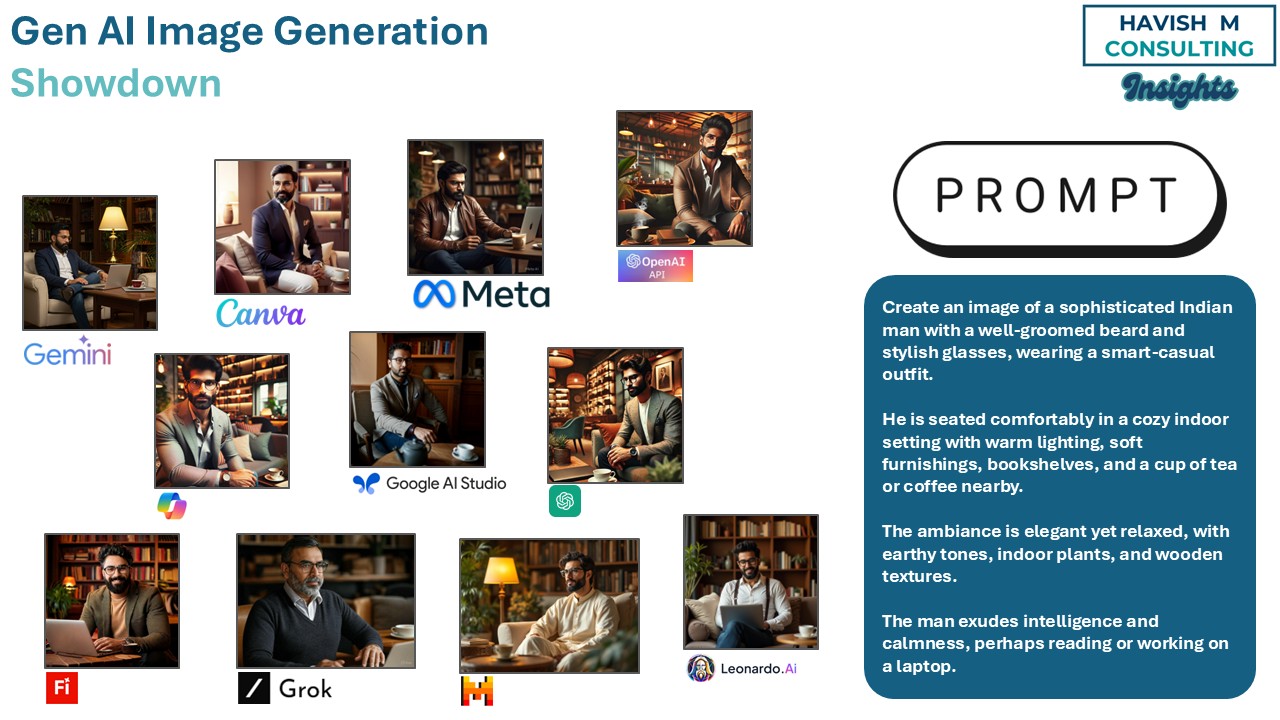 Gen AI Image Generation
Showdown
HAVISH M
CONSULTING
Insights
PROMPT
Gemini
Canva
Meta
OpenAI
API
Google AI Studio
Fi
Grok
Leonardo.Ai
Create an image of a sophisticated Indian
man with a well-groomed beard and
stylish glasses, wearing a smart-casual
outfit.
He is seated comfortably in a cozy indoor
setting with warm lighting, soft
furnishings, bookshelves, and a cup of tea
or coffee nearby.
The ambiance is elegant yet relaxed, with
earthy tones, indoor plants, and wooden
textures.
The man exudes intelligence and
calmness, perhaps reading or working on
a laptop.